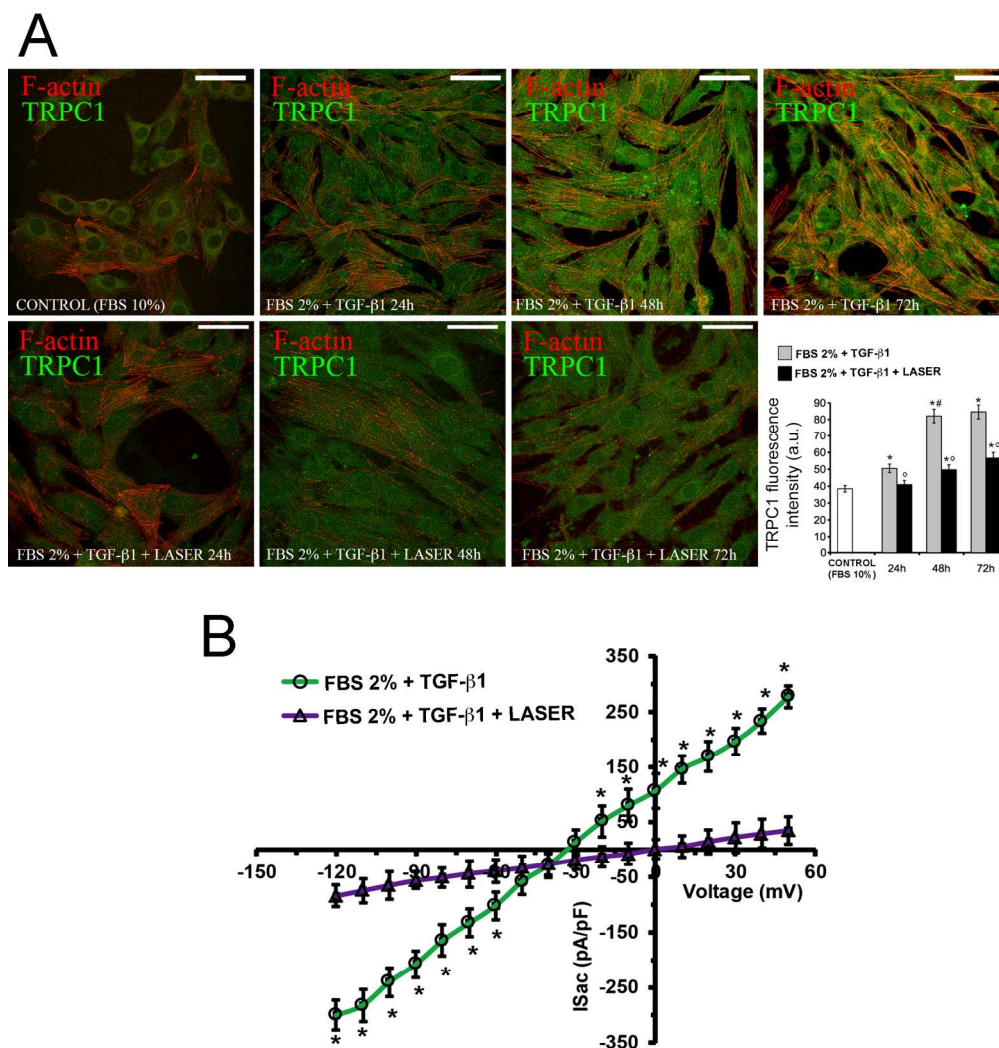 A
F-actin
TRPC1
CONTROL (FBS 10%)
F-actin
TRPC1
FBS 2% + TGF-β1 24h
F-actin
TRPC1
FBS 2% + TGF-β1 48h
F-actin
TRPC1
FBS 2% + TGF-β1 72h
F-actin
TRPC1
FBS 2% + TGF-β1 + LASER 24h
F-actin
TRPC1
FBS 2% + TGF-β1 + LASER 48h
F-actin
TRPC1
FBS 2% + TGF-β1 + LASER 72h
FBS 2% + TGF-β1
FBS 2% + TGF-β1 + LASER
TRPC1 fluorescence
intensity (a.u.)
90
80
70
60
50
40
30
20
10
0
* ° *# *° * *°
CONTROL
(FBS 10%)
24h
48h
72h
B
FBS 2% + TGF-β1
FBS 2% + TGF-β1 + LASER
350
250
150
50
-50
-150
-250
-350
-150 -120 -90 -60 -30 0 30 60
Voltage (mV)
ISac (pA/pF)
* * * * * * * * * *
* * * * * * *